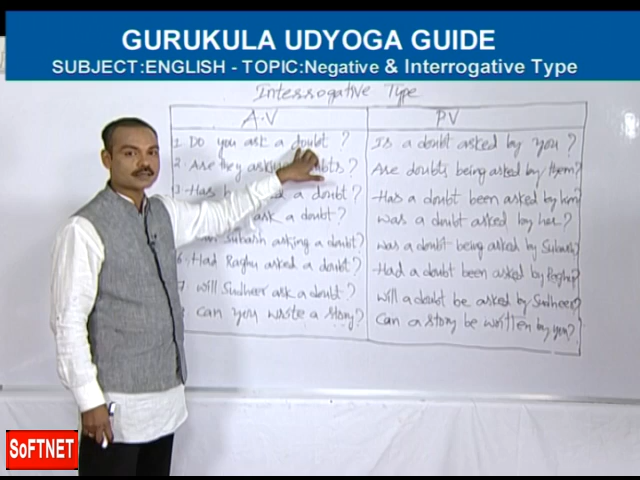 GURUKULA UDYOGA GUIDE
SUBJECT:ENGLISH - TOPIC:Negative & Interrogative Type
Interrogative Type
A.V P.V
1. Do you ask a doubt ? Is a doubt asked by you ?
2. Are they doubts? Are doubts being asked by them?
3. Has a doubt? Has a doubt been asked by him?
ask a doubt? Was a doubt asked by her?
Subash asking a doubt? Was a doubt being asked by Subash?
6. Had Raghu asked a doubt? Had a doubt been asked by Raghu?
7. Will Sudheer ask a doubt? Will a doubt be asked by Sudheer?
Can you wrote a story? Can a story be written by you?
SoFTNET